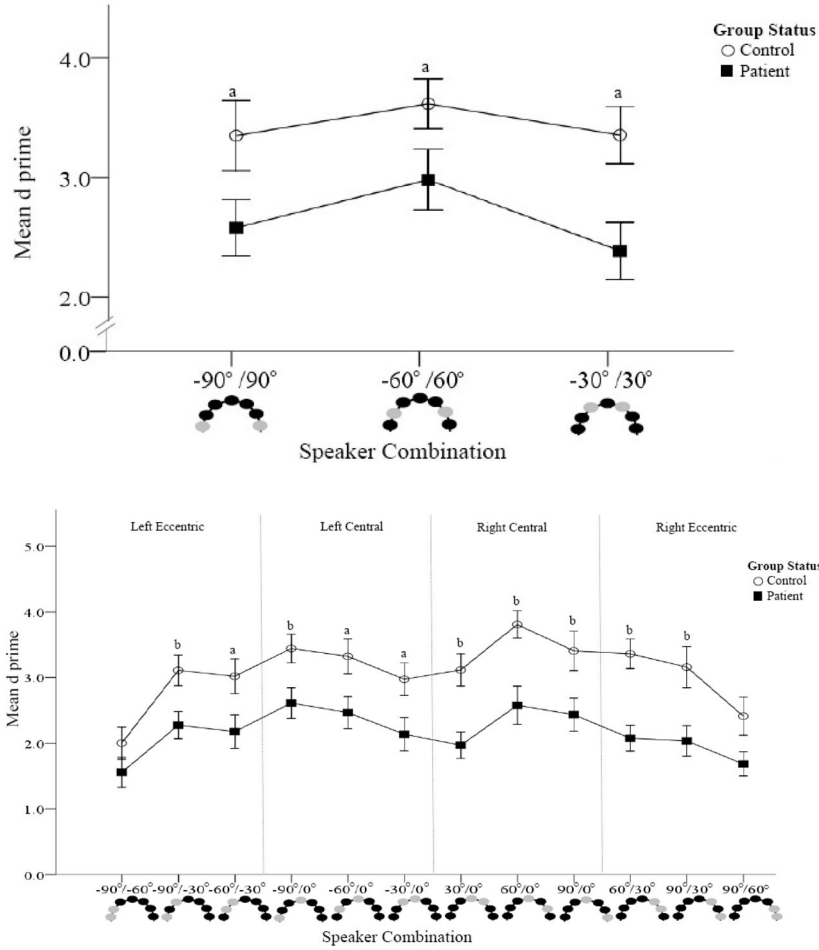 Group Status
Control
Patient
4.0
a
a
a
3.0
2.0
0.0
Mean d prime
-90°/90°
-60°/60°
-30°/30°
Speaker Combination
Left Eccentric
Left Central
Right Central
Right Eccentric
Group Status
Control
Patient
5.0
4.0
3.0
2.0
1.0
0.0
b
a
b
a
a
b
b
b
b
b
Mean d prime
-90°/-60°
-90°/-30°
-60°/-30°
-90°/0°
-60°/0°
-30°/0°
30°/0°
60°/0°
90°/0°
60°/30°
90°/30°
90°/60°
Speaker Combination